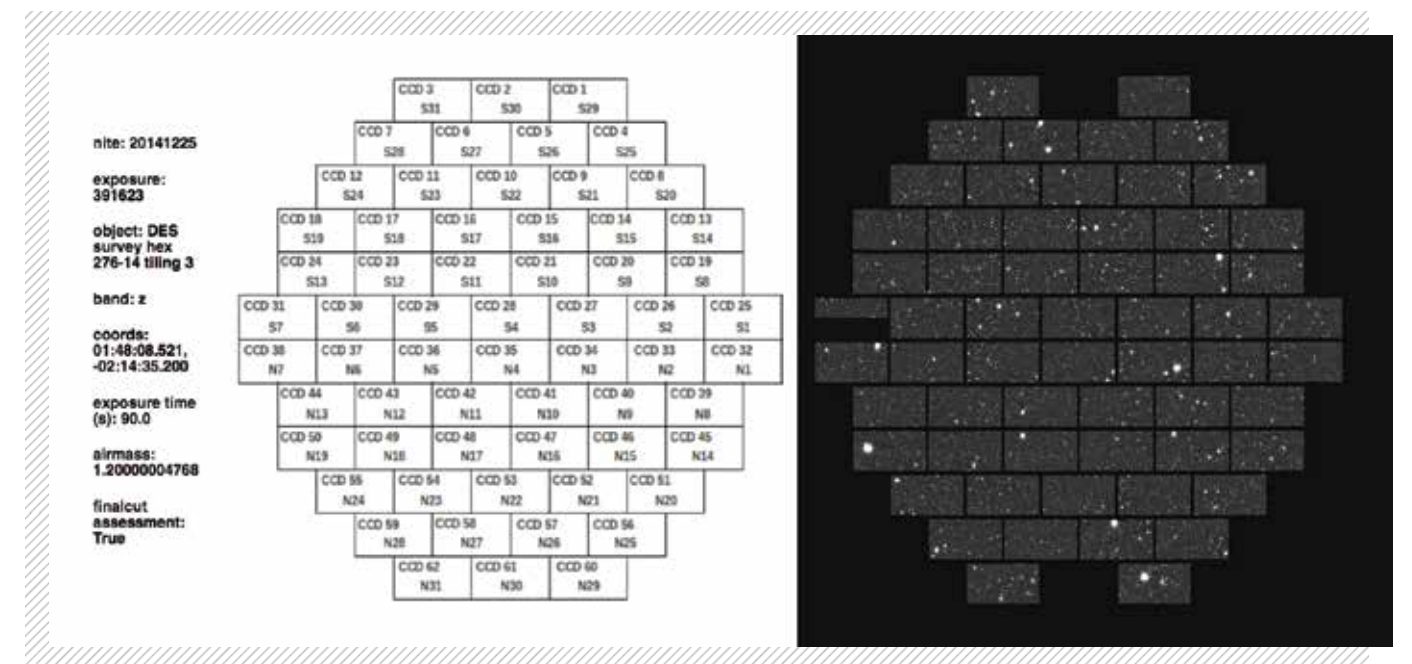 nite: 20141225
exposure:
391623
object: DES
survey hex
276-14 tiling 3
band: z
coords:
01:48:08.521,
-02:14:35.200
exposure time
(s): 90.0
airmass:
1.20000004768
finalcut
assessment:
True
CCD 3 CCD 2 CCD 1
S31 S30 S29
CCD 7 CCD 6 CCD 5 CCD 4
S28 S27 S26 S25
CCD 12 CCD 11 CCD 10 CCD 9 CCD 8
S24 S23 S22 S21 S20
CCD 18 CCD 17 CCD 16 CCD 15 CCD 14 CCD 13
S19 S18 S17 S16 S15 S14
CCD 24 CCD 23 CCD 22 CCD 21 CCD 20 CCD 19
S13 S12 S11 S10 S9 S8
CCD 31 CCD 30 CCD 29 CCD 28 CCD 27 CCD 26 CCD 25
S7 S6 S5 S4 S3 S2 S1
CCD 38 CCD 37 CCD 36 CCD 35 CCD 34 CCD 33 CCD 32
N7 N6 N5 N4 N3 N2 N1
CCD 44 CCD 43 CCD 42 CCD 41 CCD 40 CCD 39
N13 N12 N11 N10 N9 N8
CCD 50 CCD 49 CCD 48 CCD 47 CCD 46 CCD 45
N19 N18 N17 N16 N15 N14
CCD 55 CCD 54 CCD 53 CCD 52 CCD 51
N24 N23 N22 N21 N20
CCD 59 CCD 58 CCD 57 CCD 56
N28 N27 N26 N25
CCD 62 CCD 61 CCD 60
N31 N30 N29